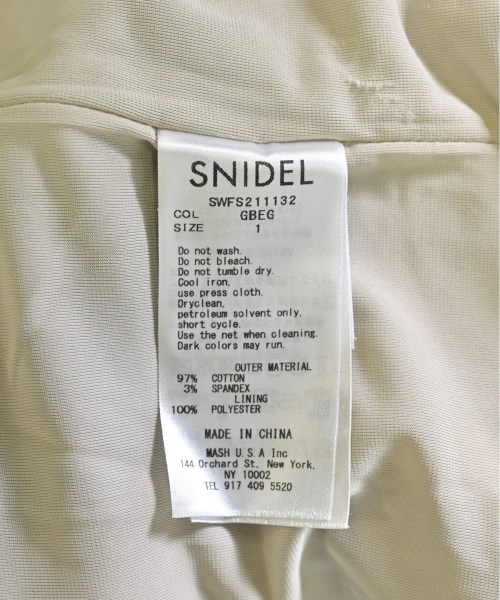 SNIDEL
SWFS211132
COL GBEG
SIZE 1
Do not wash.
Do not bleach.
Do not tumble dry.
Cool iron,
use press cloth.
Dryclean,
petroleum solvent only,
short cycle.
Use the net when cleaning.
Dark colors may run.
OUTER MATERIAL
97% COTTON
3% SPANDEX
LINING
100% POLYESTER
MADE IN CHINA
MASH U.S.A Inc
144 Orchard St. New York.
NY 10002
TEL 917 409 5520